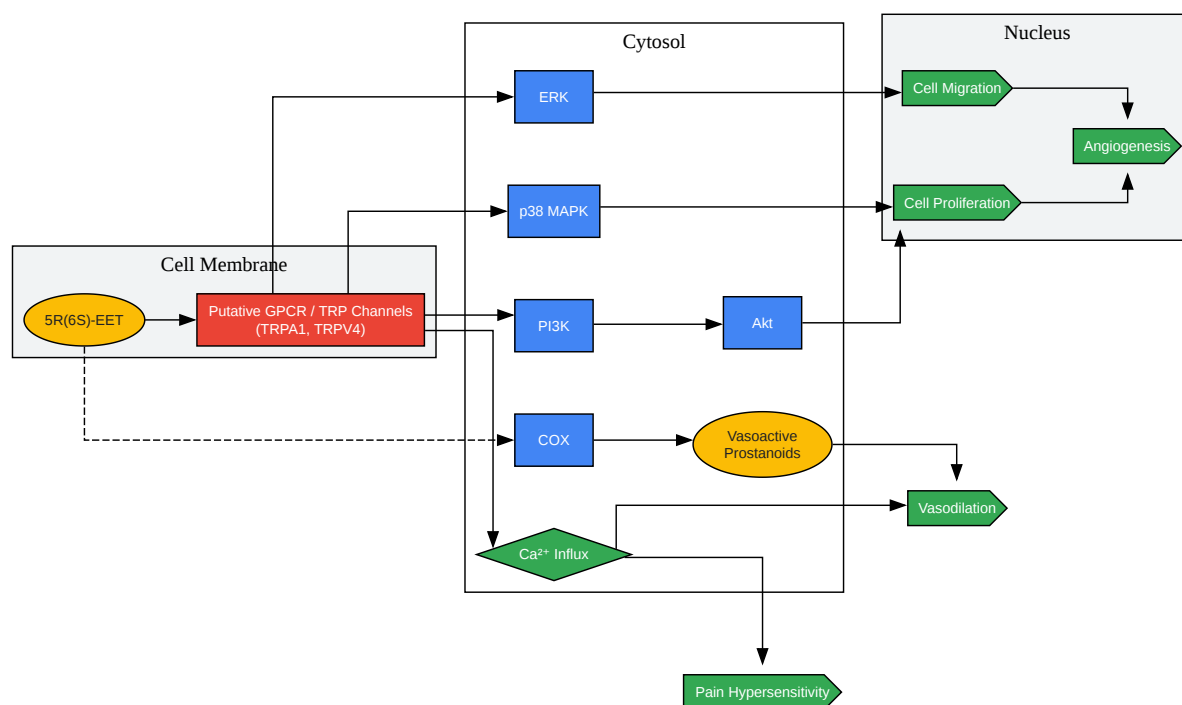 Cytosol
Nucleus
ERK
Cell Migration
Angiogenesis
p38 MAPK
Cell Proliferation
Cell Membrane
5R(6S)-EET
Putative GPCR / TRP Channels
(TRPA1, TRPV4)
PI3K
Akt
COX
Vasoactive
Prostanoids
Vasodilation
Ca²⁺ Influx
Pain Hypersensitivity